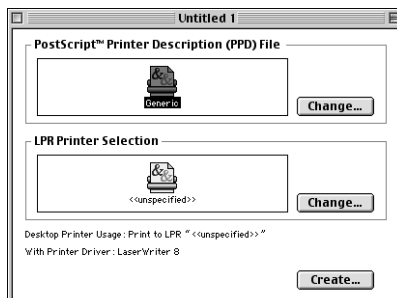 Untitled 1
PostScript™ Printer Description (PPD) File
Generic
Change...
LPR Printer Selection
<<unspecified>>
Change...
Desktop Printer Usage: Print to LPR "<<unspecified>>"
With Printer Driver: LaserWriter 8
Create...